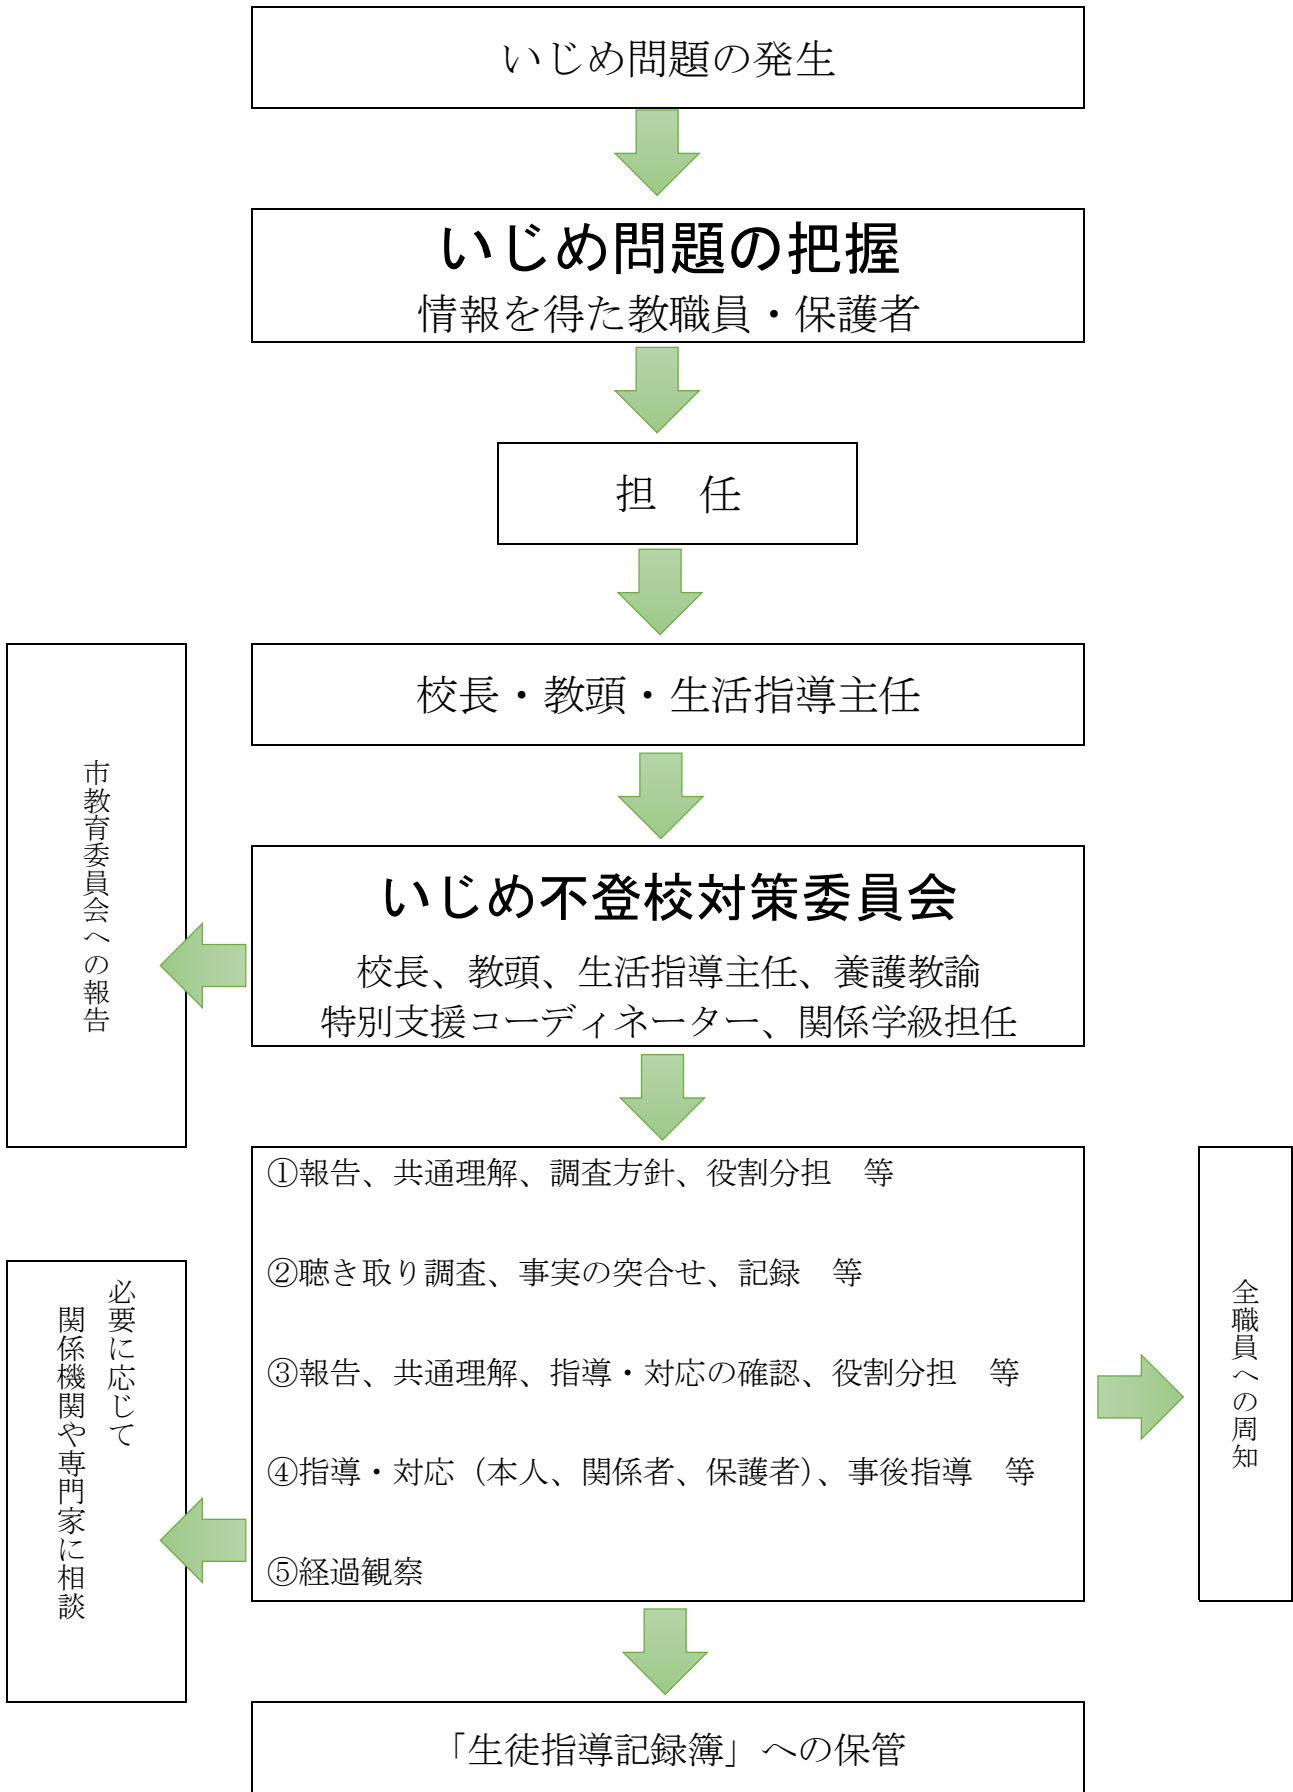 いじめ問題の発生
いじめ問題の把握
情報を得た教職員・保護者
担　任
校長・教頭・生活指導主任
市教育委員会への報告
いじめ不登校対策委員会
校長、教頭、生活指導主任、養護教諭
特別支援コーディネーター、関係学級担任
①報告、共通理解、調査方針、役割分担　等
②聴き取り調査、事実の突合せ、記録　等
③報告、共通理解、指導・対応の確認、役割分担　等
④指導・対応（本人、関係者、保護者）、事後指導　等
⑤経過観察
必要に応じて
関係機関や専門家に相談
全職員への周知
「生徒指導記録簿」への保管